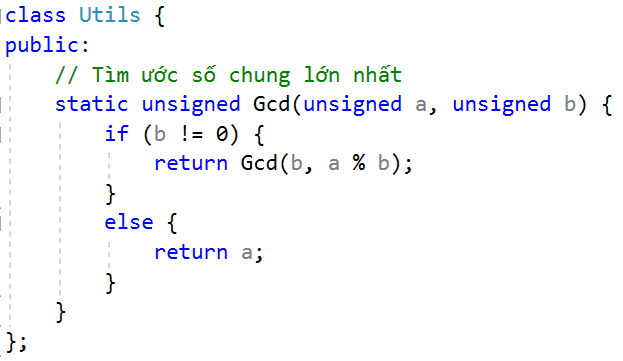 class Utils {
public:
    // Tìm ước số chung lớn nhất
    static unsigned Gcd(unsigned a, unsigned b) {
        if (b != 0) {
            return Gcd(b, a % b);
        }
        else {
            return a;
        }
    }
};